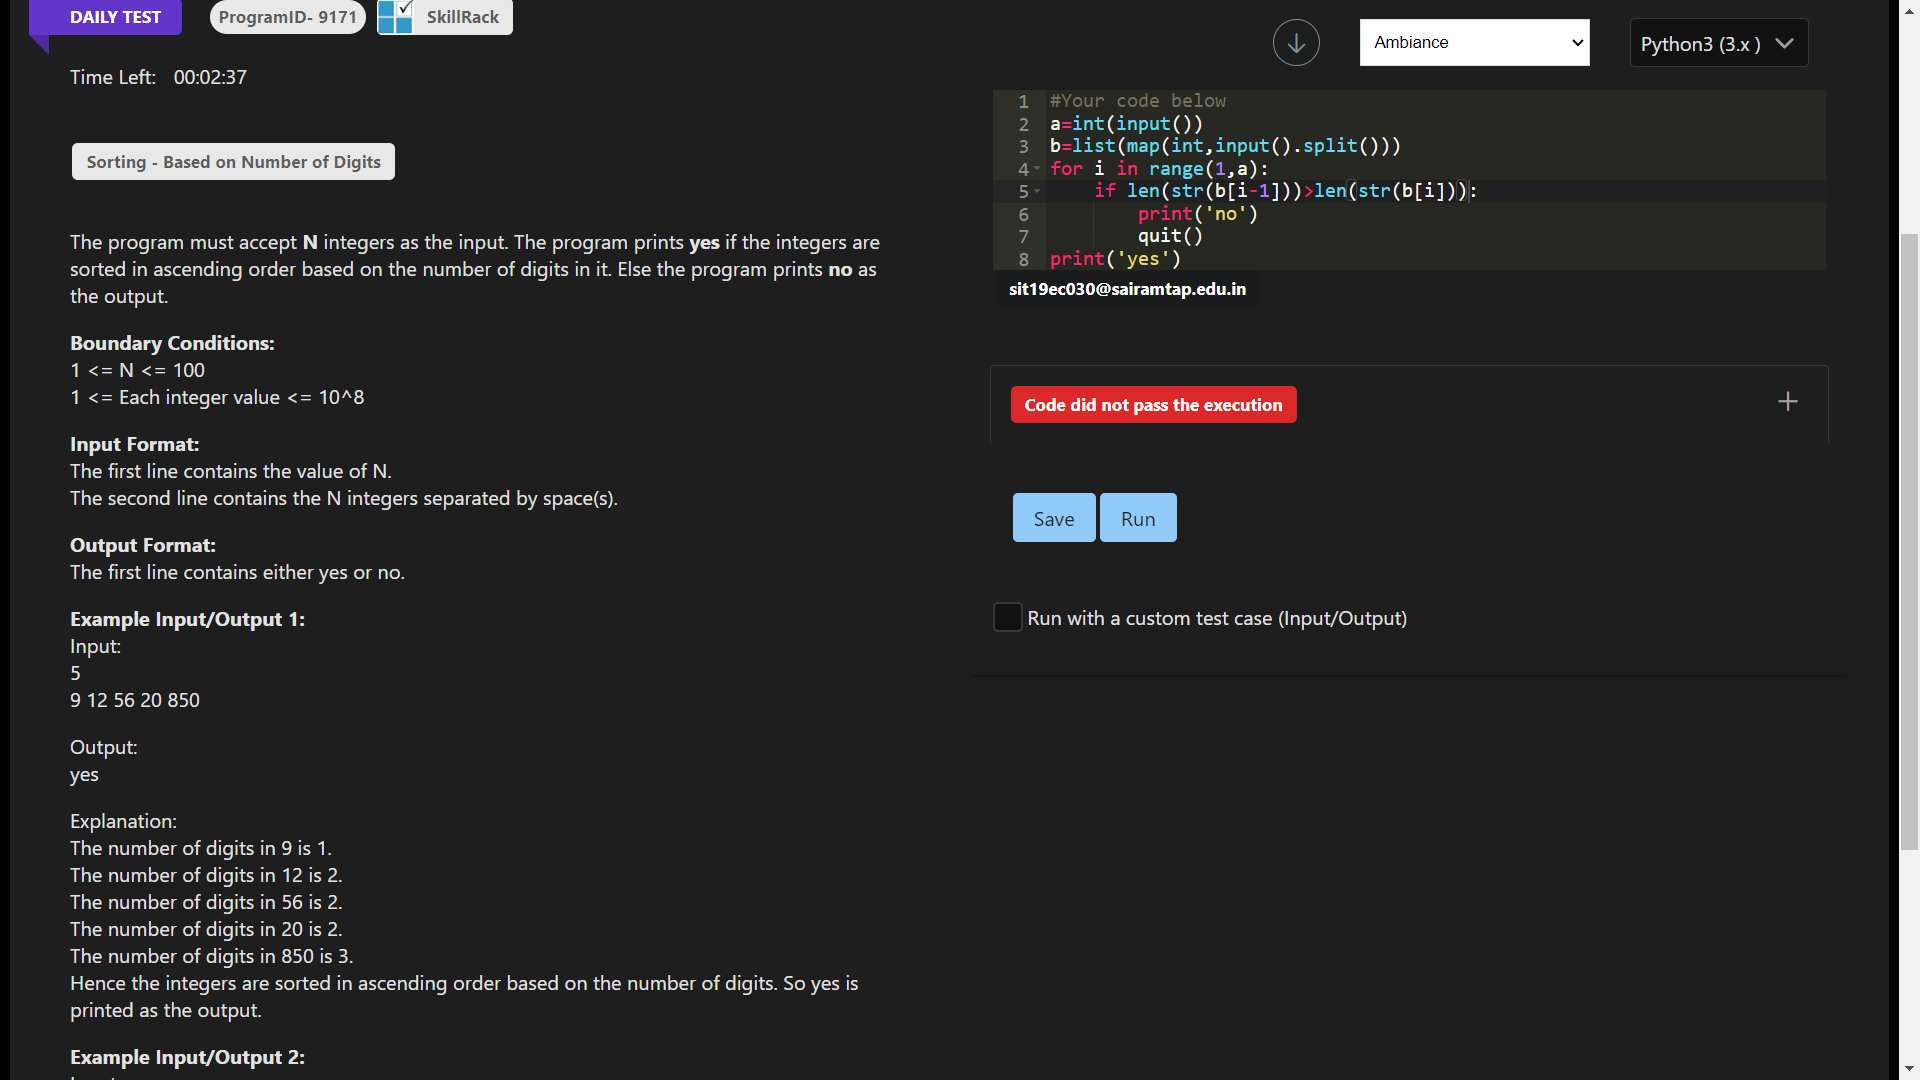 DAILY TEST
ProgramID- 9171
SkillRack
Time Left: 00:02:37
Sorting - Based on Number of Digits
The program must accept N integers as the input. The program prints yes if the integers are
sorted in ascending order based on the number of digits in it. Else the program prints no as
the output.
Boundary Conditions:
1 <= N <= 100
1 <= Each integer value <= 10^8
Input Format:
The first line contains the value of N.
The second line contains the N integers separated by space(s).
Output Format:
The first line contains either yes or no.
Example Input/Output 1:
Input:
5
9 12 56 20 850
Output:
yes
Explanation:
The number of digits in 9 is 1.
The number of digits in 12 is 2.
The number of digits in 56 is 2.
The number of digits in 20 is 2.
The number of digits in 850 is 3.
Hence the integers are sorted in ascending order based on the number of digits. So yes is
printed as the output.
Example Input/Output 2:
Ambiance
Python3 (3.x )
1 #Your code below
2 a=int(input())
3 b=list(map(int,input().split()))
4 for i in range(1,a):
5 if len(str(b[i-1]))>len(str(b[i])):
6 print('no')
7 quit()
8 print('yes')
sit19ec030@sairamtap.edu.in
Code did not pass the execution
Save
Run
Run with a custom test case (Input/Output)